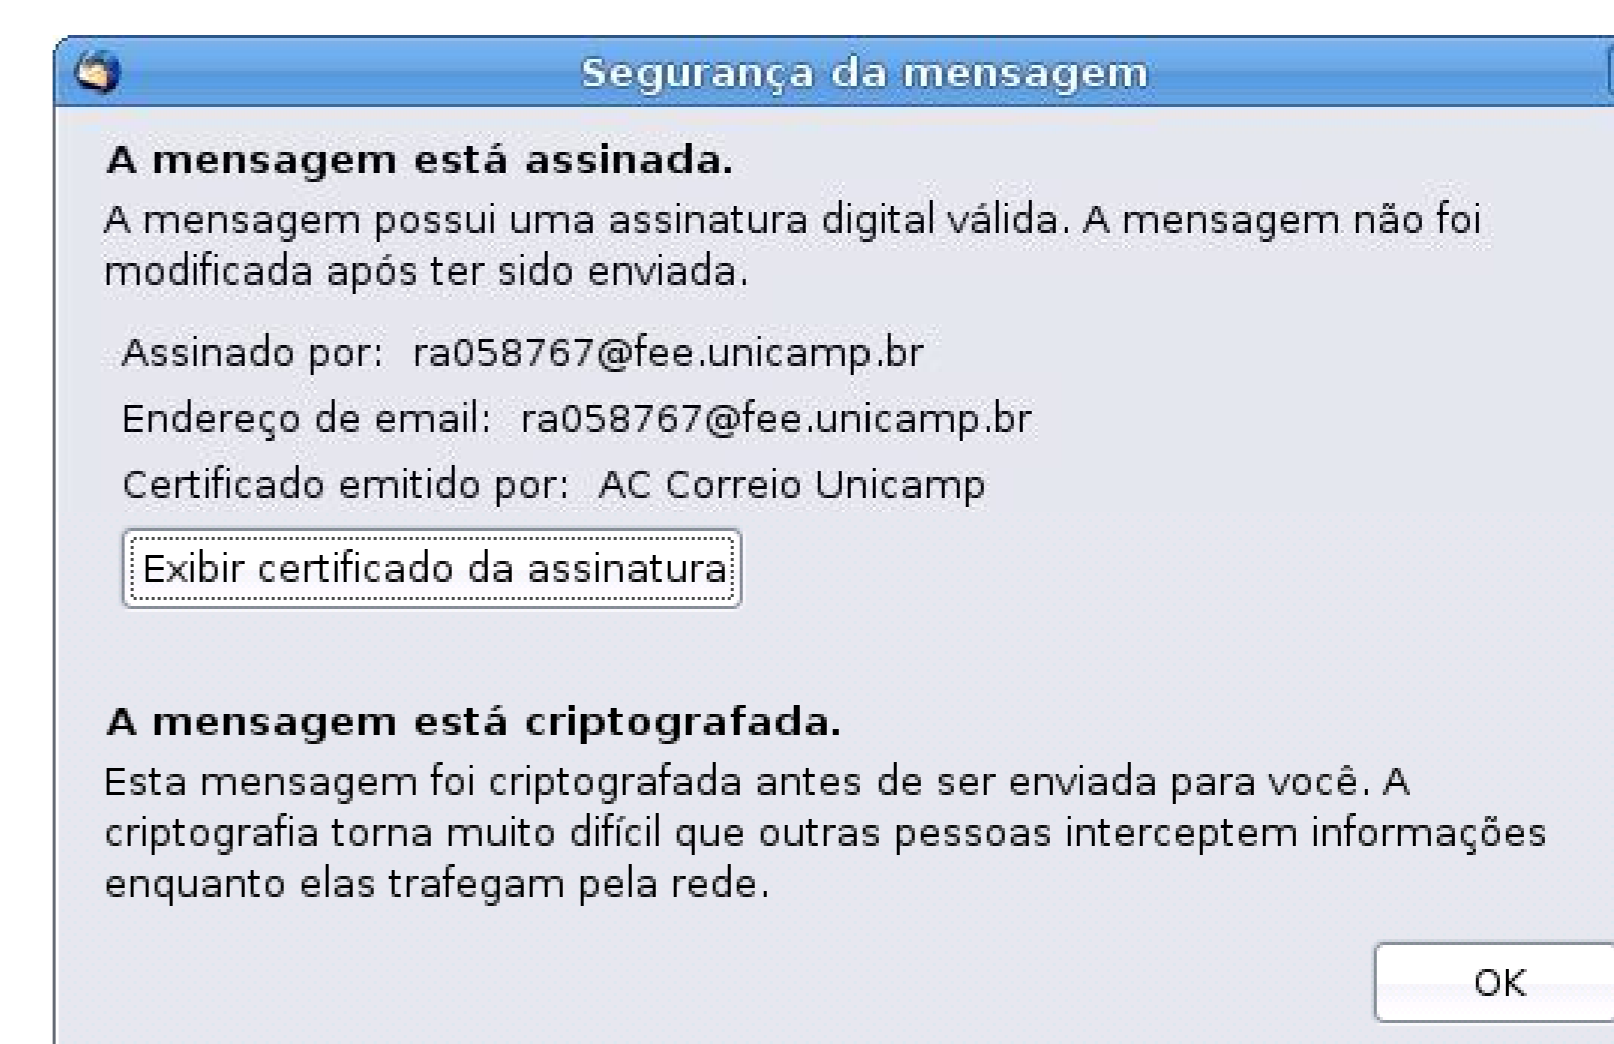 Segurança da mensagem
A mensagem está assinada.
A mensagem possui uma assinatura digital válida. A mensagem não foi
modificada após ter sido enviada.
Assinado por: ra058767@fee.unicamp.br
Endereço de email: ra058767@fee.unicamp.br
Certificado emitido por: AC Correio Unicamp
Exibir certificado da assinatura
A mensagem está criptografada.
Esta mensagem foi criptografada antes de ser enviada para você. A
criptografia torna muito difícil que outras pessoas interceptem informações
enquanto elas trafegam pela rede.
OK